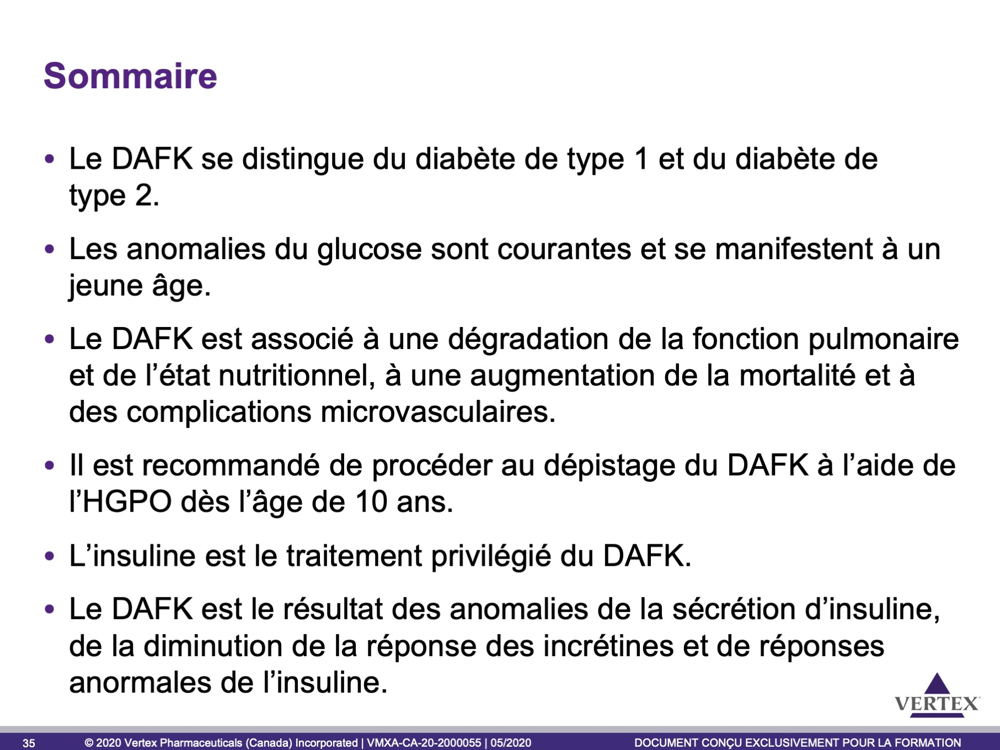 Sommaire
• Le DAFK se distingue du diabète de type 1 et du diabète de
type 2.
• Les anomalies du glucose sont courantes et se manifestent à un
jeune âge.
• Le DAFK est associé à une dégradation de la fonction pulmonaire
et de l’état nutritionnel, à une augmentation de la mortalité et à
des complications microvasculaires.
• Il est recommandé de procéder au dépistage du DAFK à l’aide de
l’HGPO dès l’âge de 10 ans.
• L’insuline est le traitement privilégié du DAFK.
• Le DAFK est le résultat des anomalies de la sécrétion d’insuline,
de la diminution de la réponse des incrétines et de réponses
anormales de l’insuline.
VERTEX
35 © 2020 Vertex Pharmaceuticals (Canada) Incorporated | VMXA-CA-20-2000055 | 05/2020 DOCUMENT CONÇU EXCLUSIVEMENT POUR LA FORMATION